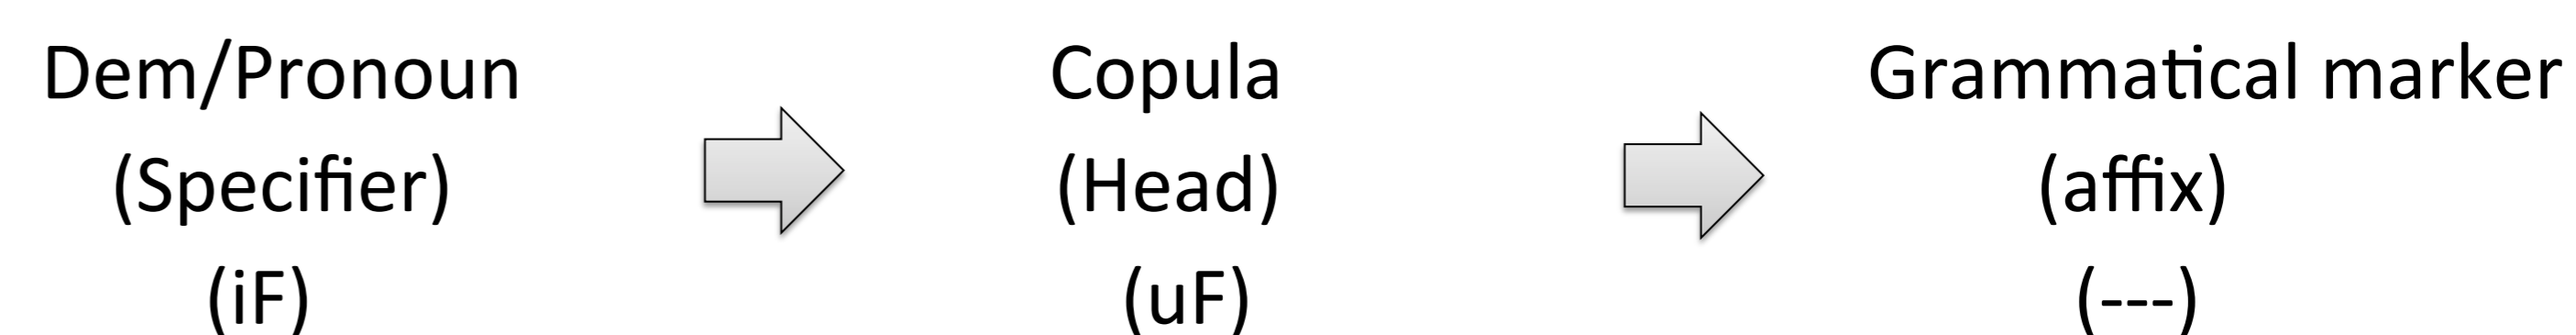 Dem/Pronoun Copula Grammatical marker
(Specifier) (Head) (affix)
(iF) (uF) (---)